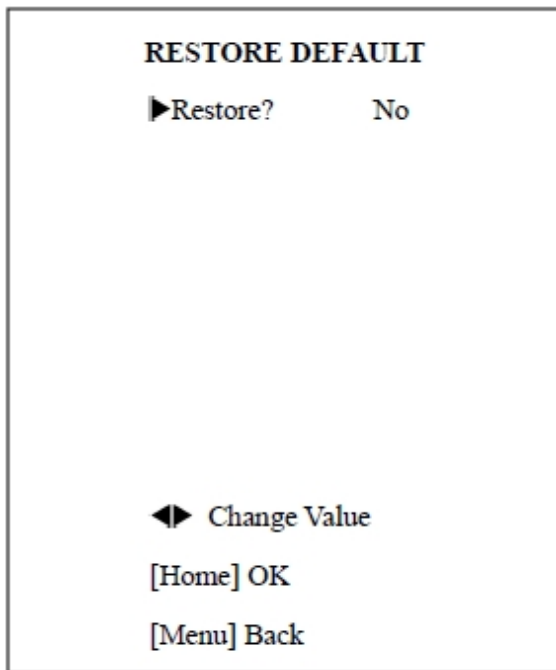 RESTORE DEFAULT
▶Restore? No
◀▶ Change Value
[Home] OK
[Menu] Back